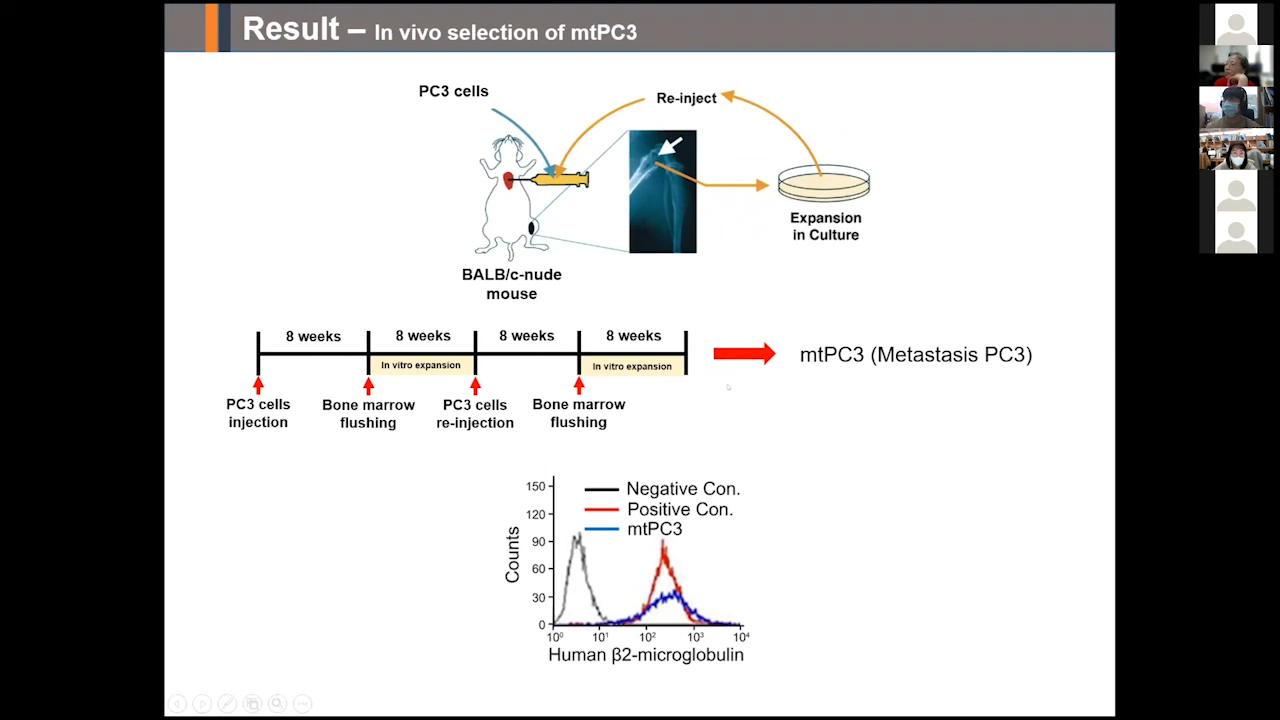 Result – In vivo selection of mtPC3
PC3 cells
Re-inject
Expansion
in Culture
BALB/c-nude
mouse
8 weeks
8 weeks
8 weeks
8 weeks
In vitro expansion
In vitro expansion
mtPC3 (Metastasis PC3)
PC3 cells
injection
Bone marrow
flushing
PC3 cells
re-injection
Bone marrow
flushing
150
120
90
60
30
0
Counts
Negative Con.
Positive Con.
mtPC3
10⁰
10¹
10²
10³
10⁴
Human β2-microglobulin